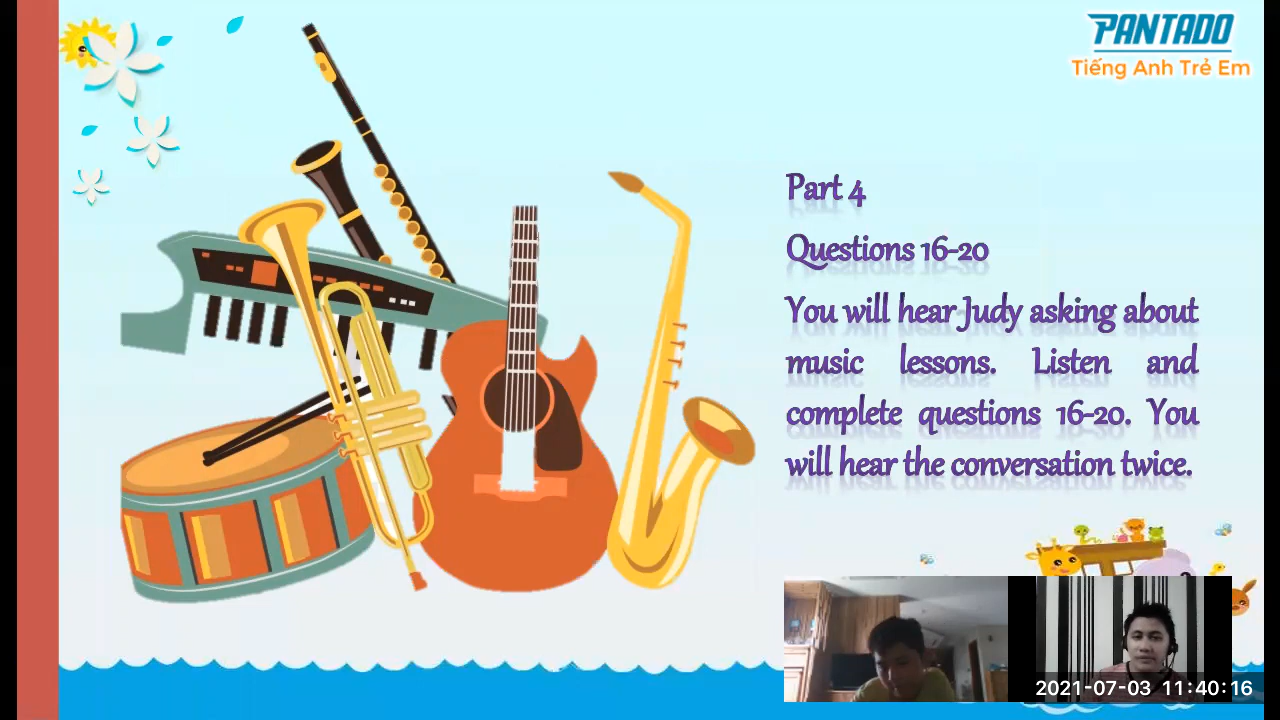 PANTADO
Tiếng Anh Trẻ Em
Part 4
Questions 16-20
You will hear Judy asking about
music lessons. Listen and
complete questions 16-20. You
will hear the conversation twice.
2021-07-03 11:40:16